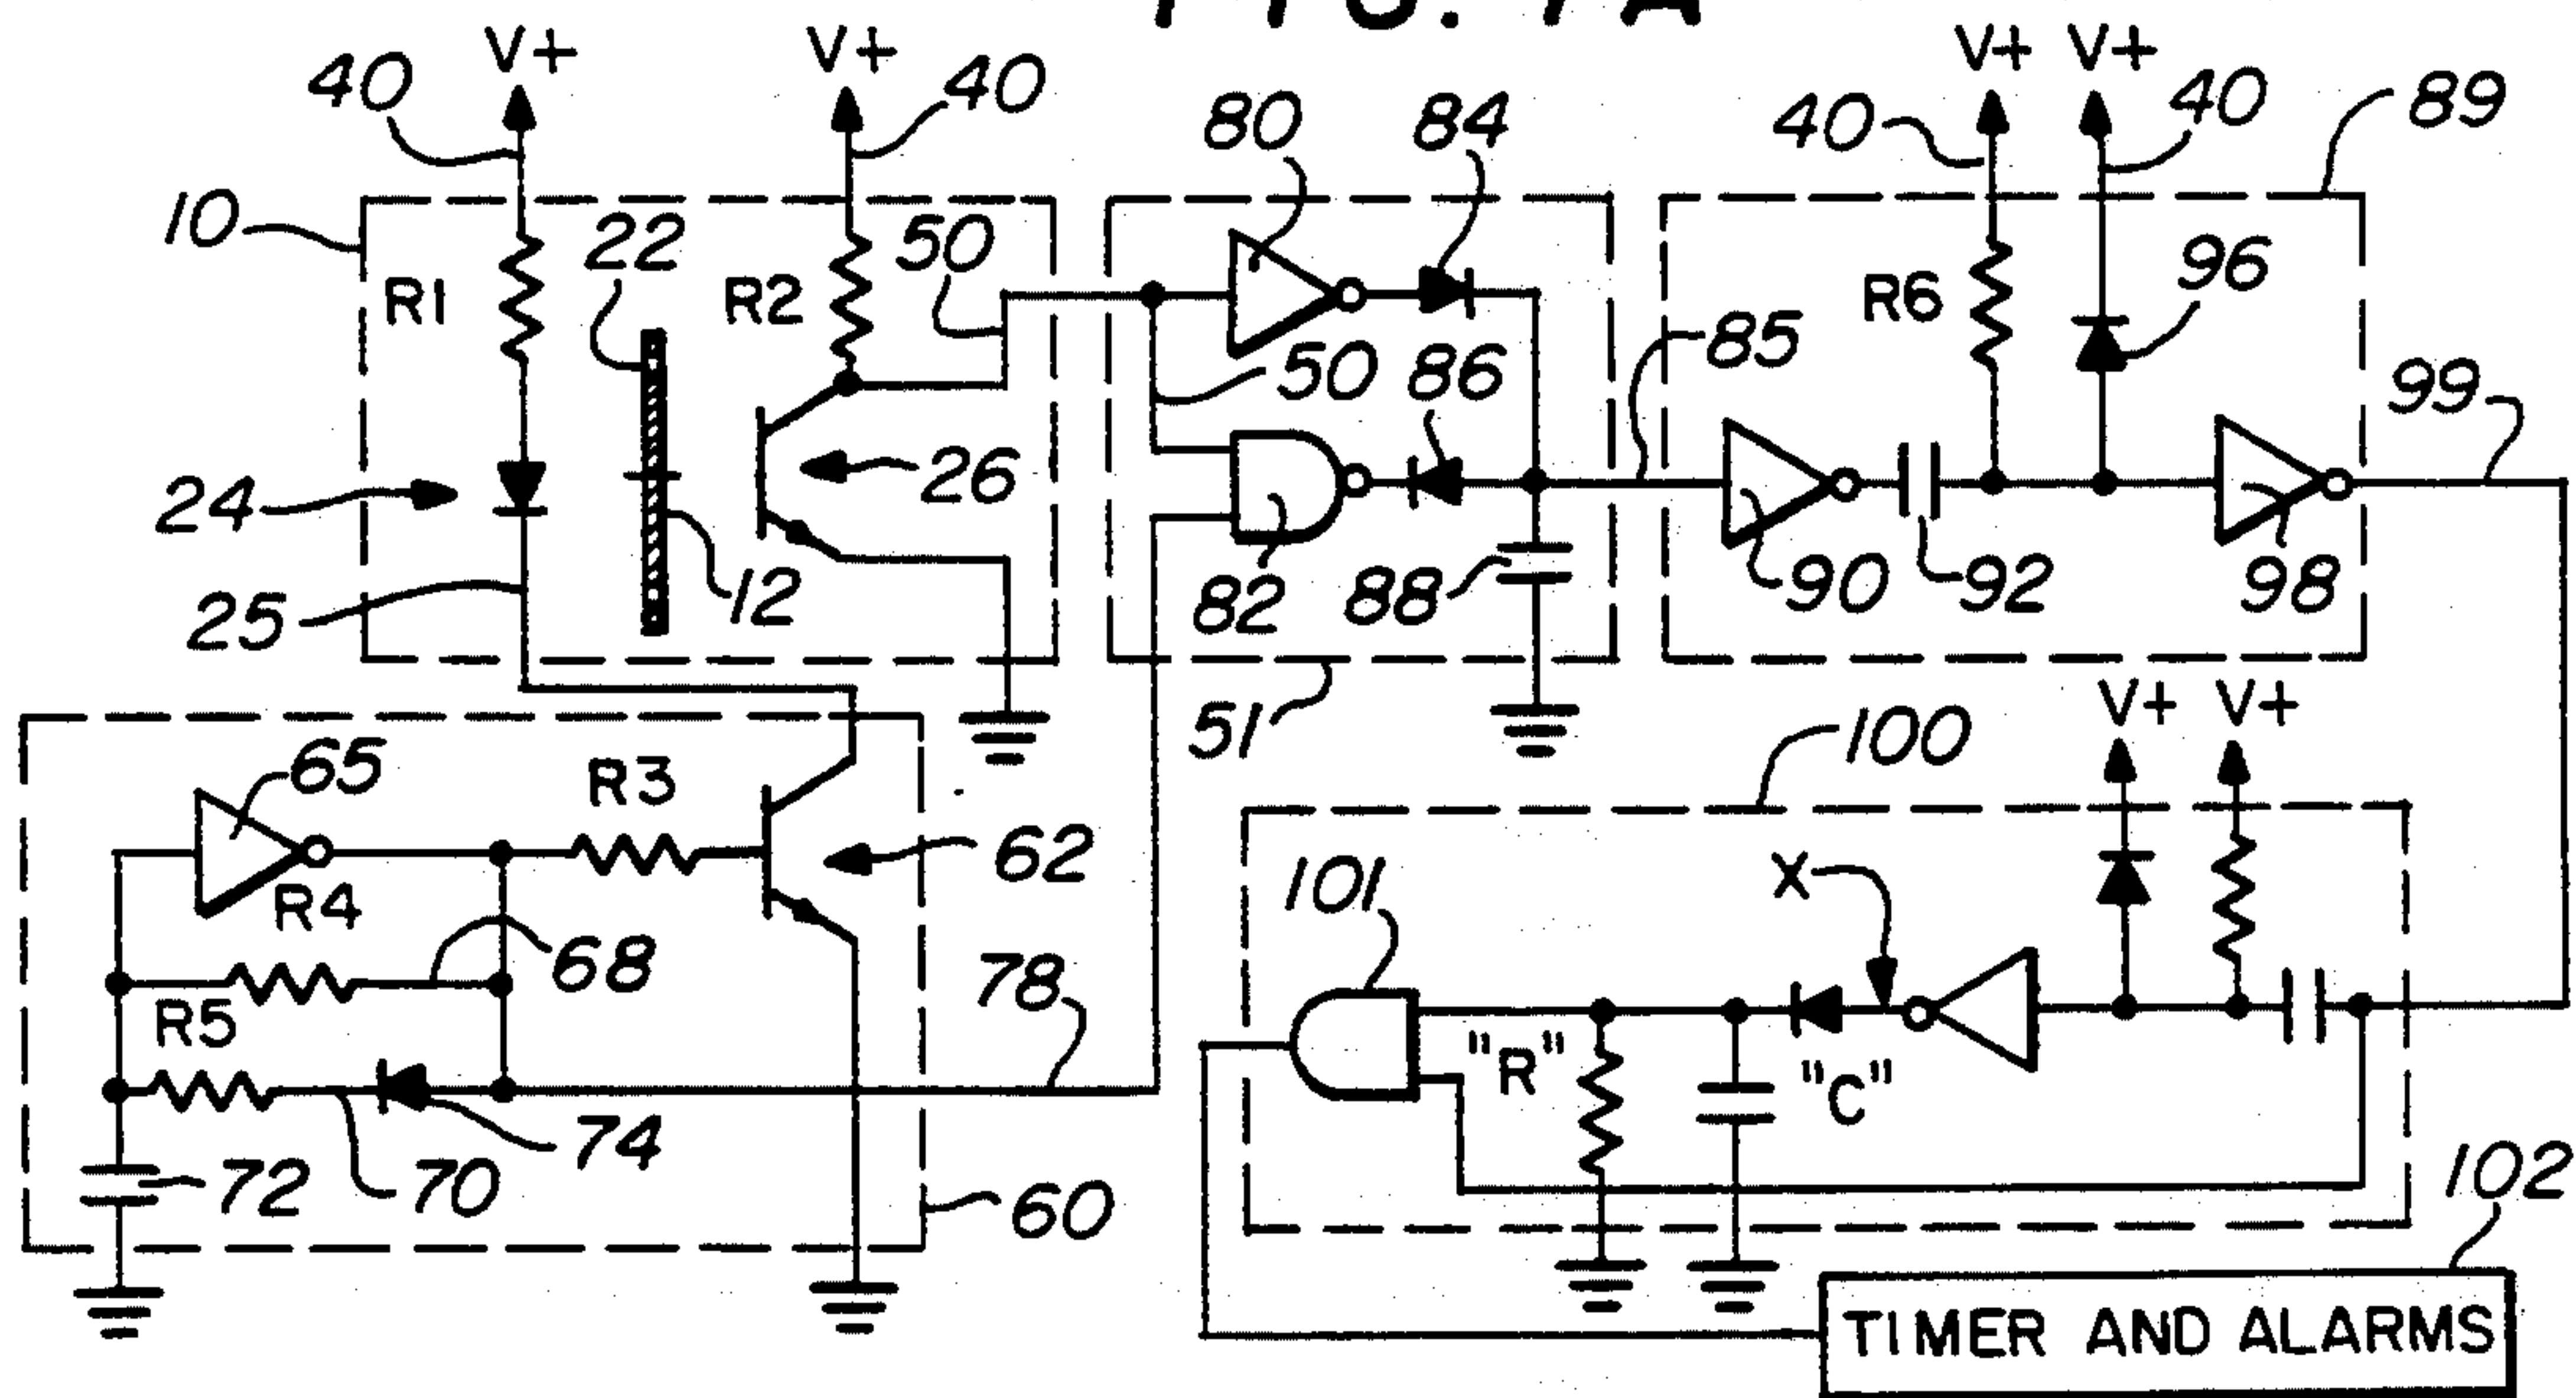 FIG. 7A
V+ V+ V+ V+
40 40 80 84 40 40 89
10 22 50 96
R1 R2 R6
50 86 85 99
24 26
25 12 82 88 90 92 98
51 V+ V+
65 R3 100
62 101 X
R4 68 78
R5 "R" "C"
74
72 70 60 102
TIMER AND ALARMS